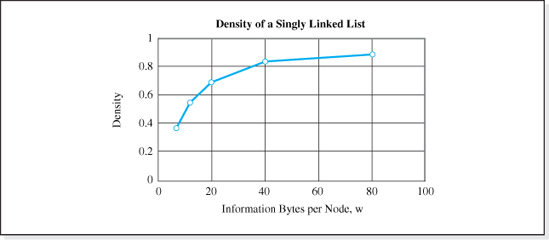 Density of a Singly Linked List
1
0.8
0.6
0.4
0.2
0
Density
0 20 40 60 80 100
Information Bytes per Node, w